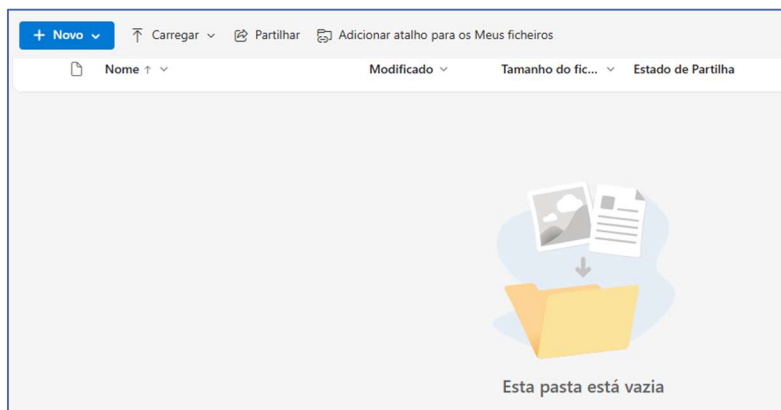 + Novo Carregar Partilhar Adicionar atalho para os Meus ficheiros
Nome ↑ Modificado Tamanho do fic... Estado de Partilha
Esta pasta está vazia